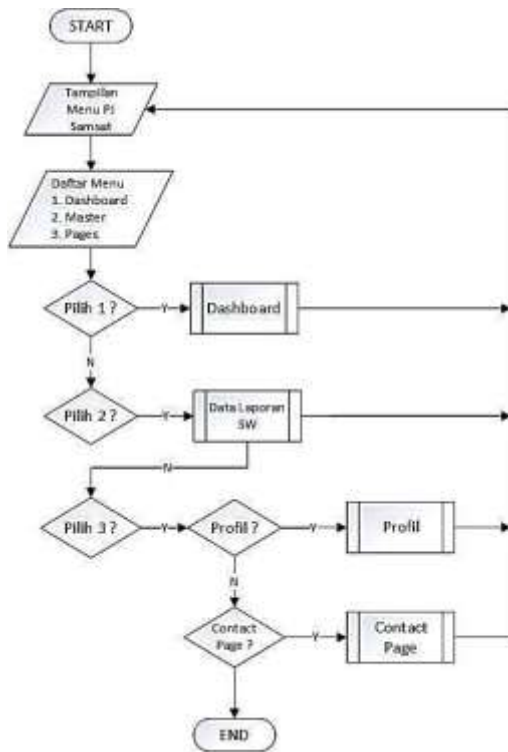 START
Tampilan
Menu PJ
Samsat
Daftar Menu
1. Dashboard
2. Master
3. Pages
Pilih 1 ?
Y
Dashboard
N
Pilih 2 ?
Y
Data Laporan
SW
N
Pilih 3 ?
Y
Profil ?
Y
Profil
N
Contact
Page ?
Y
Contact
Page
END